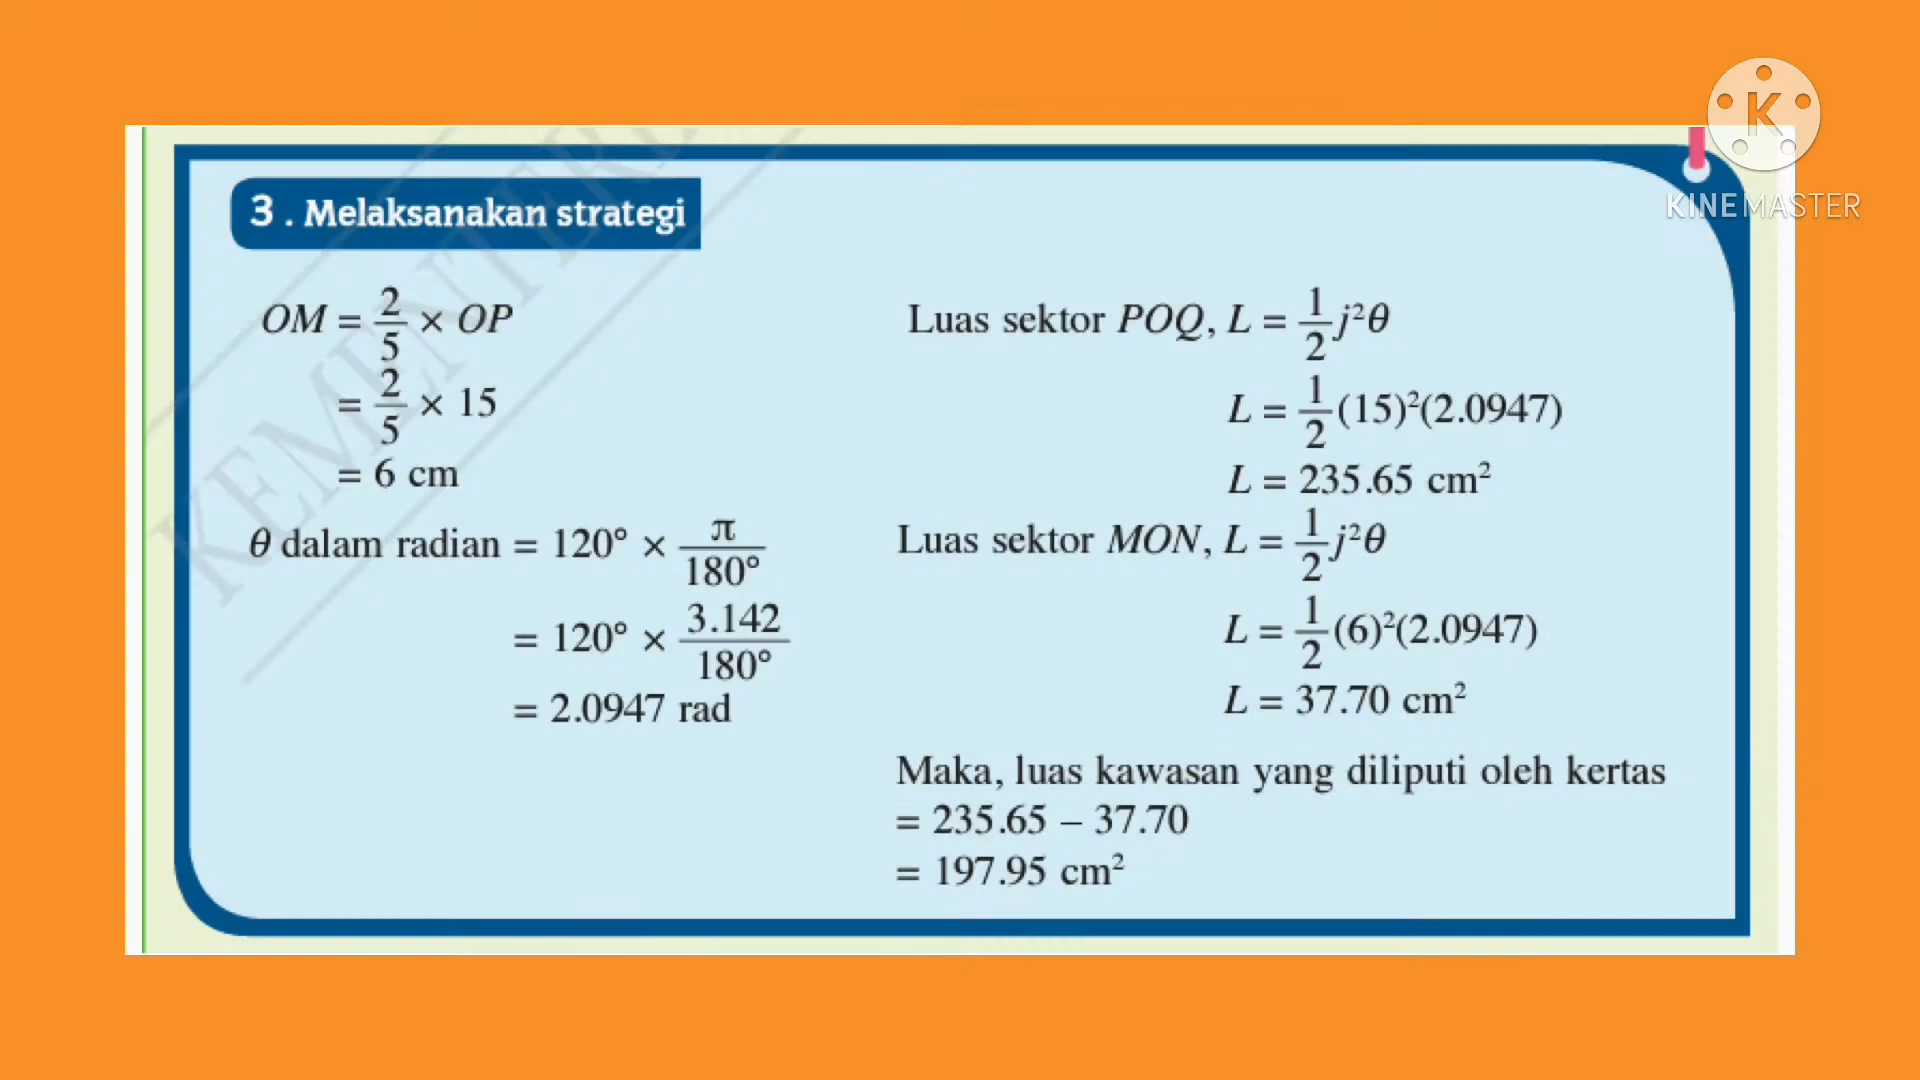 3 . Melaksanakan strategi
OM = 2/5 × OP
= 2/5 × 15
= 6 cm
θ dalam radian = 120° × π/180°
= 120° × 3.142/180°
= 2.0947 rad
Luas sektor POQ, L = 1/2 j²θ
L = 1/2 (15)²(2.0947)
L = 235.65 cm²
Luas sektor MON, L = 1/2 j²θ
L = 1/2 (6)²(2.0947)
L = 37.70 cm²
Maka, luas kawasan yang diliputi oleh kertas
= 235.65 – 37.70
= 197.95 cm²
K
KINEMASTER